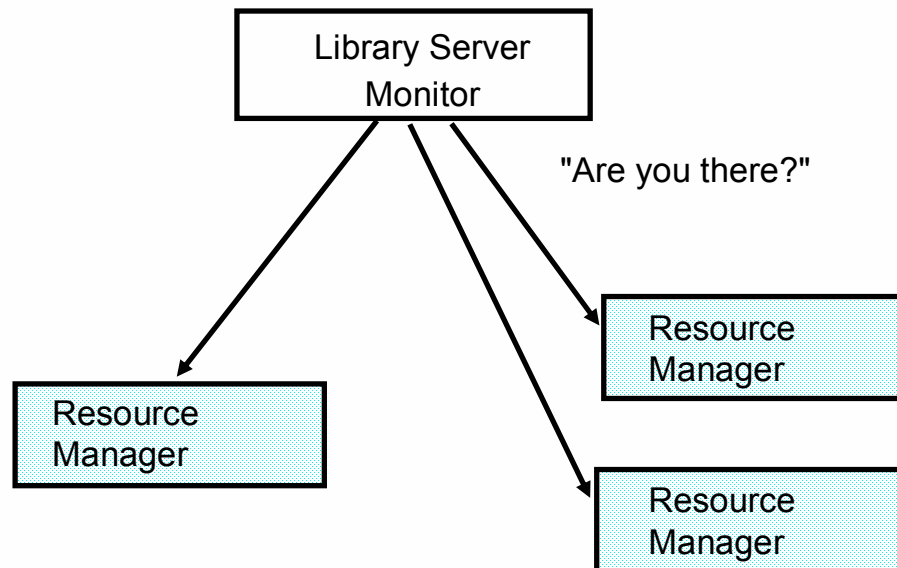 Library Server
Monitor
"Are you there?"
Resource
Manager
Resource
Manager
Resource
Manager